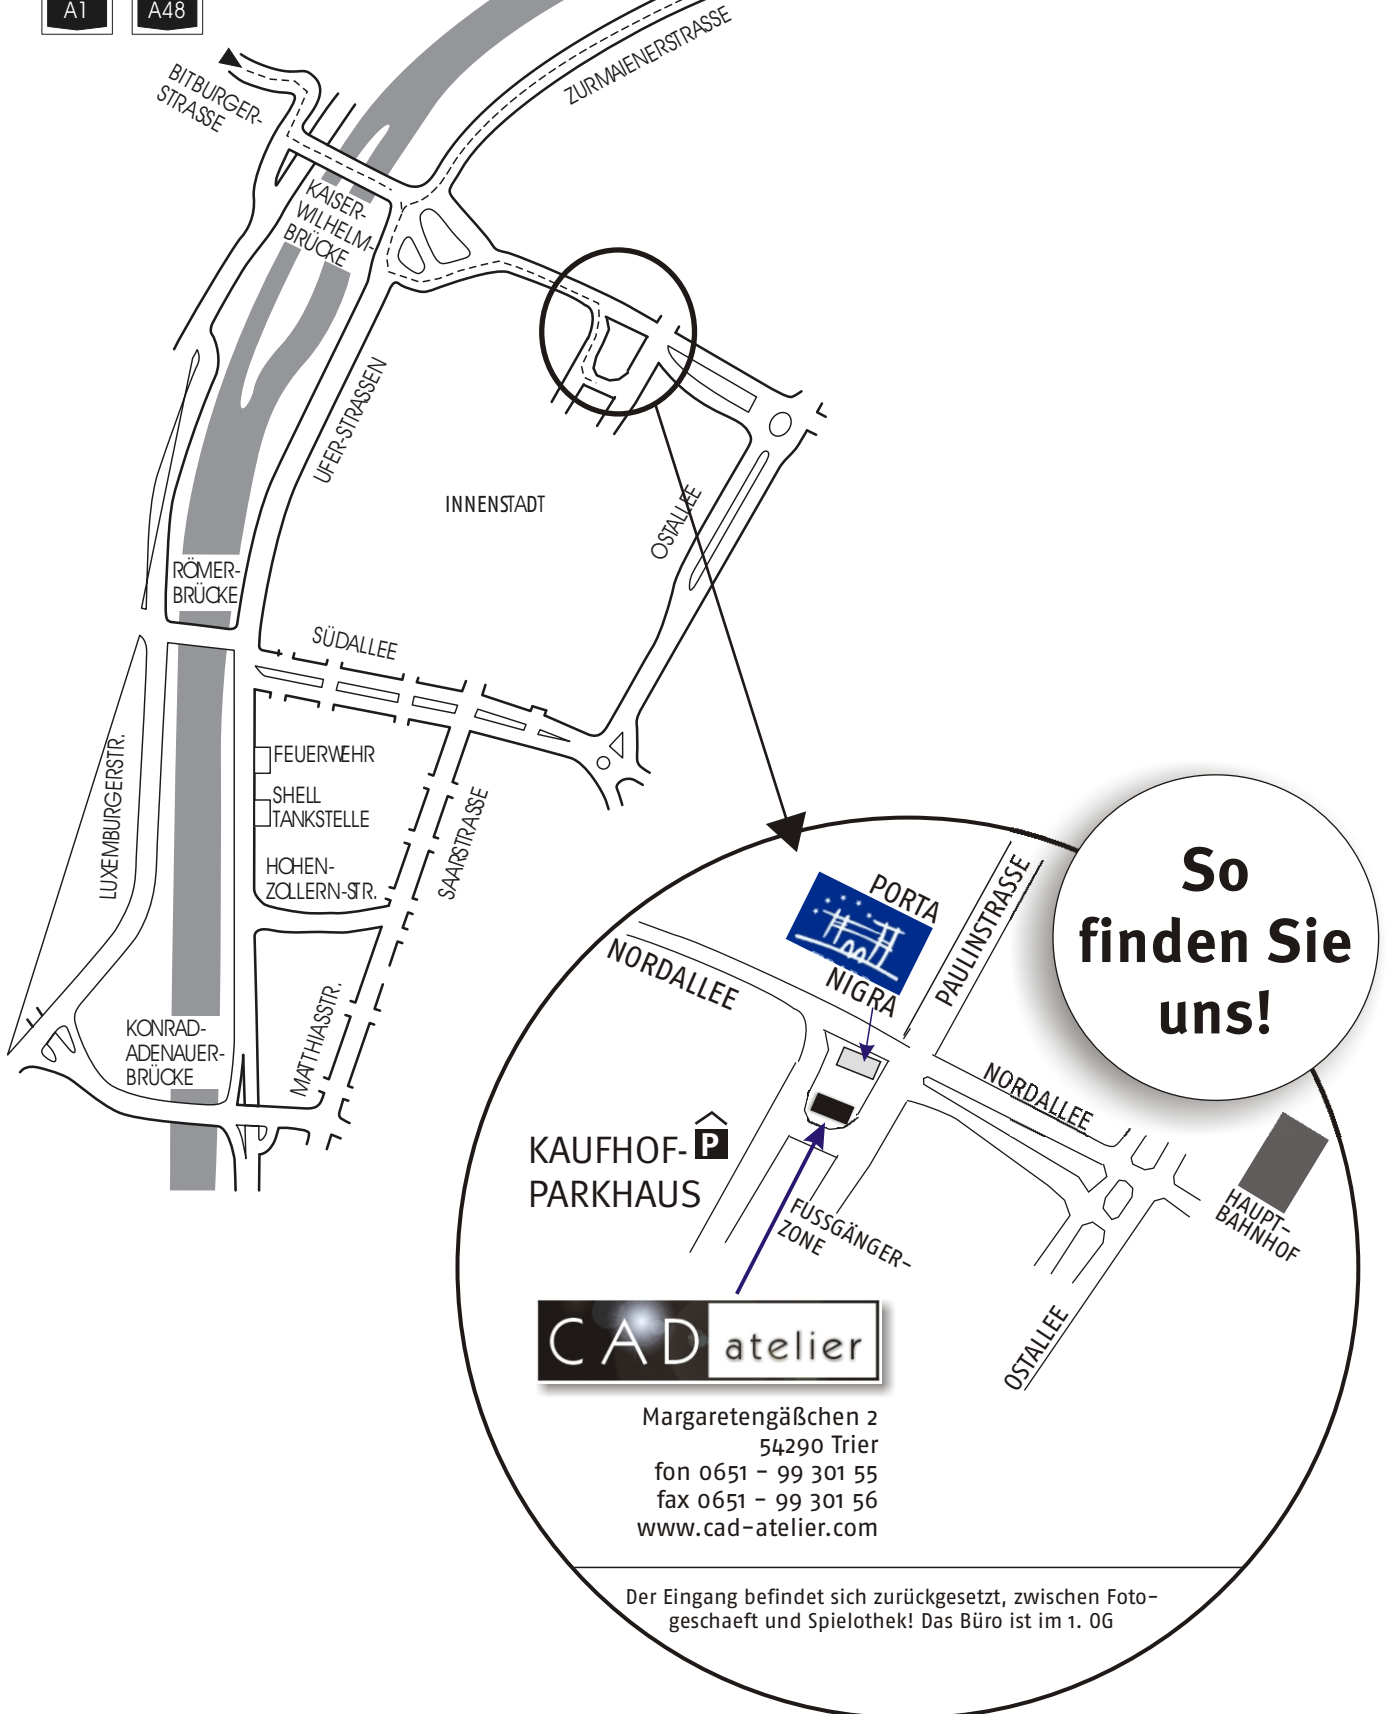 A1
A48
ZURMAIENERSTRASSE
BITBURGER-
STRASSE
KAISER-
WILHELM-
BRÜCKE
UFER-STRASSEN
INNENSTADT
OSTALLEE
RÖMER-
BRÜCKE
SÜDALLEE
LUXEMBURGERSTR.
FEUERWEHR
SHELL
TANKSTELLE
HOHEN-
ZOLLERN-STR.
SAARSTRASSE
MATTHIASSTR.
KONRAD-
ADENAUER-
BRÜCKE
So
finden Sie
uns!
PORTA
NIGRA
PAULINSTRASSE
NORDALLEE
NORDALLEE
KAUFHOF-
PARKHAUS
P
FUSSGÄNGER-
ZONE
HAUPT-
BAHNHOF
OSTALLEE
CAD atelier
Margaretengäßchen 2
54290 Trier
fon 0651 - 99 301 55
fax 0651 - 99 301 56
www.cad-atelier.com
Der Eingang befindet sich zurückgesetzt, zwischen Foto-
geschaeft und Spielothek! Das Büro ist im 1. OG